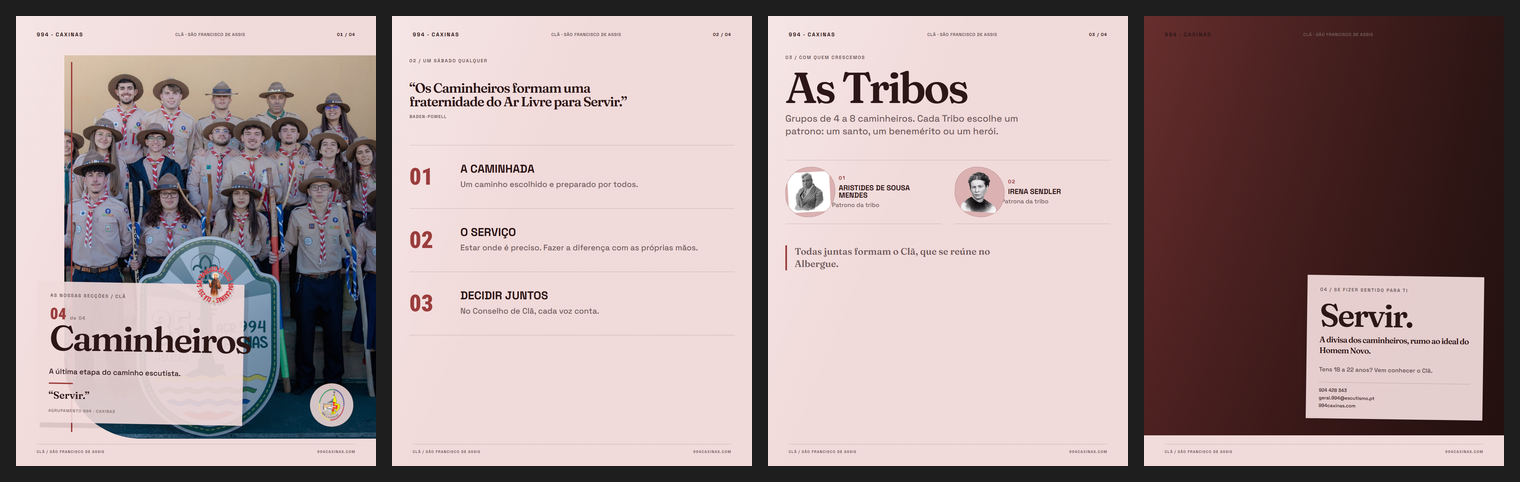 994 - CAXINAS
CLÃ · SÃO FRANCISCO DE ASSIS
01 / 04
994
AS NOSSAS SECÇÕES / CLÃ
04 de 04
Caminheiros
A última etapa do caminho escutista.
“Servir.”
AGRUPAMENTO 994 · CAXINAS
CLÃ / SÃO FRANCISCO DE ASSIS
994CAXINAS.COM
994 - CAXINAS
CLÃ · SÃO FRANCISCO DE ASSIS
02 / 04
02 / UM SÁBADO QUALQUER
“Os Caminheiros formam uma
fraternidade do Ar Livre para Servir.”
BADEN-POWELL
01
A CAMINHADA
Um caminho escolhido e preparado por todos.
02
O SERVIÇO
Estar onde é preciso. Fazer a diferença com as próprias mãos.
03
DECIDIR JUNTOS
No Conselho de Clã, cada voz conta.
CLÃ / SÃO FRANCISCO DE ASSIS
994CAXINAS.COM
994 - CAXINAS
CLÃ · SÃO FRANCISCO DE ASSIS
03 / 04
03 / COM QUEM CRESCEMOS
As Tribos
Grupos de 4 a 8 caminheiros. Cada Tribo escolhe um
patrono: um santo, um benemérito ou um herói.
01
ARISTIDES DE SOUSA
MENDES
Patrono da tribo
02
IRENA SENDLER
Patrona da tribo
Todas juntas formam o Clã, que se reúne no
Albergue.
CLÃ / SÃO FRANCISCO DE ASSIS
994CAXINAS.COM
994 - CAXINAS
CLÃ · SÃO FRANCISCO DE ASSIS
04 / SE FIZER SENTIDO PARA TI
Servir.
A divisa dos caminheiros, rumo ao ideal do
Homem Novo.
Tens 18 a 22 anos? Vem conhecer o Clã.
924 428 343
geral.994@escutismo.pt
994caxinas.com
CLÃ / SÃO FRANCISCO DE ASSIS
994CAXINAS.COM